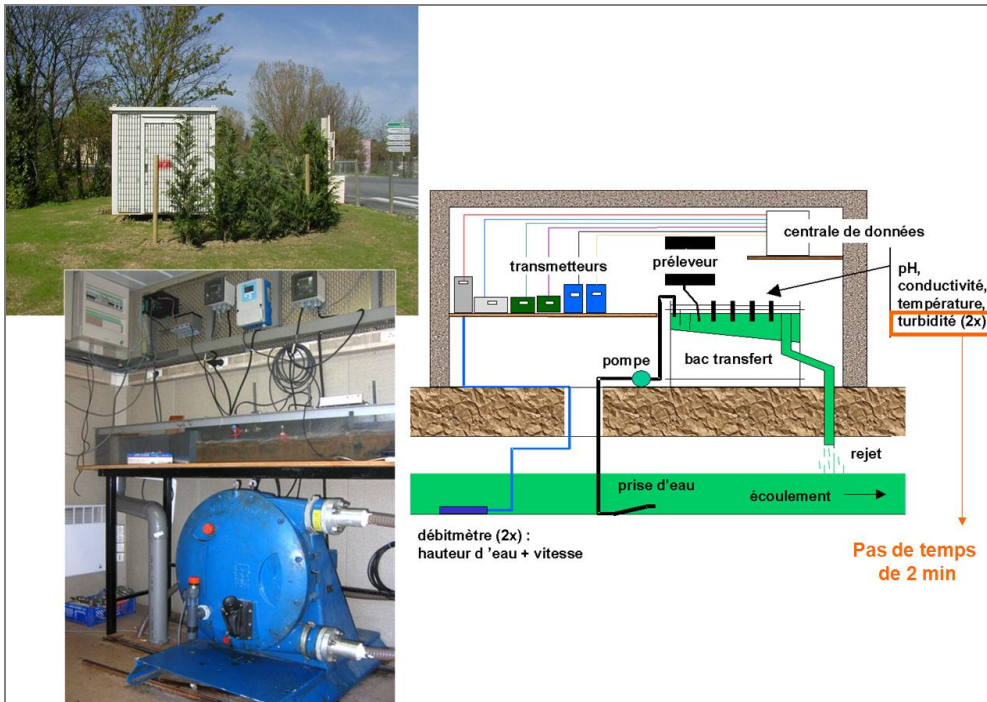 centrale de données
transmetteurs
préleveur
pH,
conductivité,
température,
turbidité (2x)
pompe
bac transfert
rejet
prise d'eau
écoulement
débitmètre (2x) :
hauteur d 'eau + vitesse
Pas de temps
de 2 min